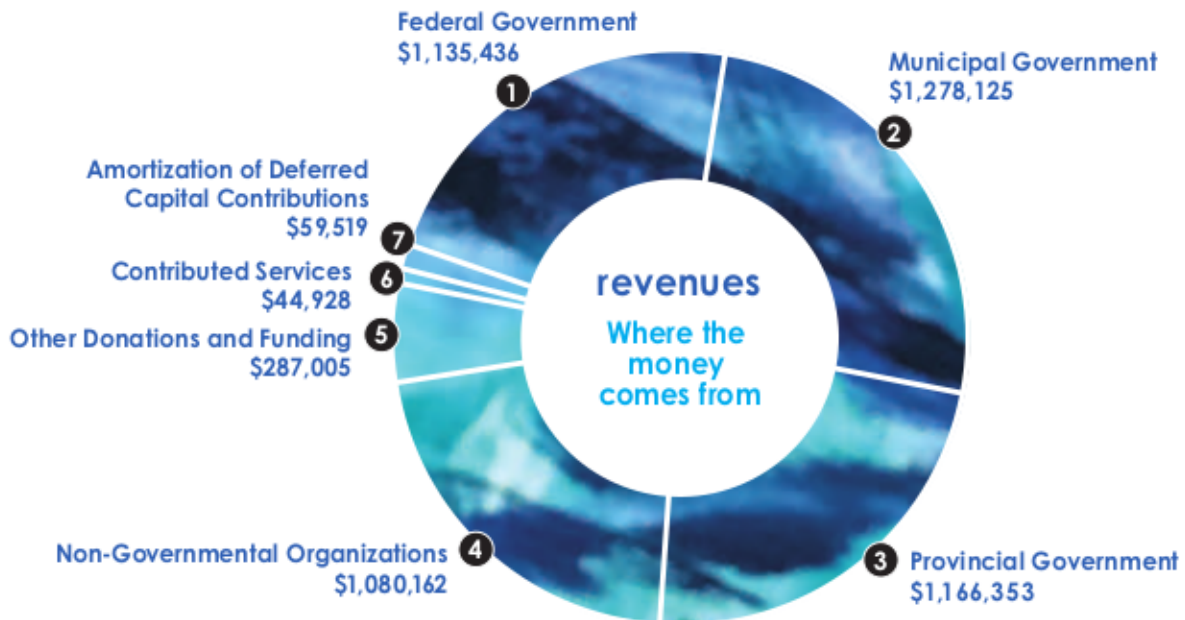 Federal Government
$1,135,436
1
Municipal Government
$1,278,125
2
Amortization of Deferred
Capital Contributions
$59,519
7
Contributed Services
$44,928
6
Other Donations and Funding
$287,005
5
revenues
Where the
money
comes from
Non-Governmental Organizations
$1,080,162
4
3
Provincial Government
$1,166,353